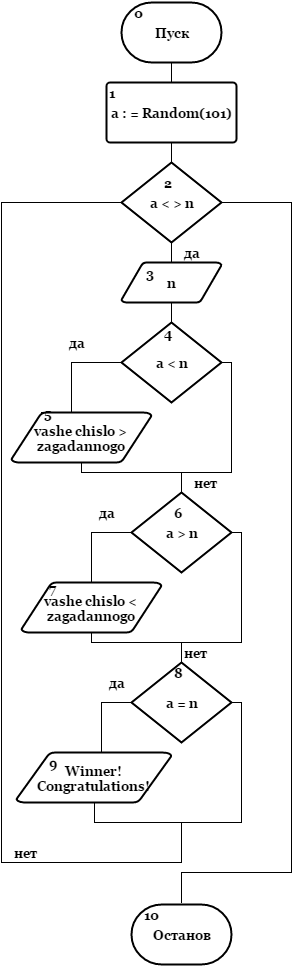 0
Пуск
1
a : = Random(101)
2
a < > n
да
3
n
4
a < n
да
5
vashe chislo >
zagadannogo
нет
6
a > n
да
7
vashe chislo <
zagadannogo
нет
8
a = n
да
9
Winner!
Congratulations!
нет
10
Останов